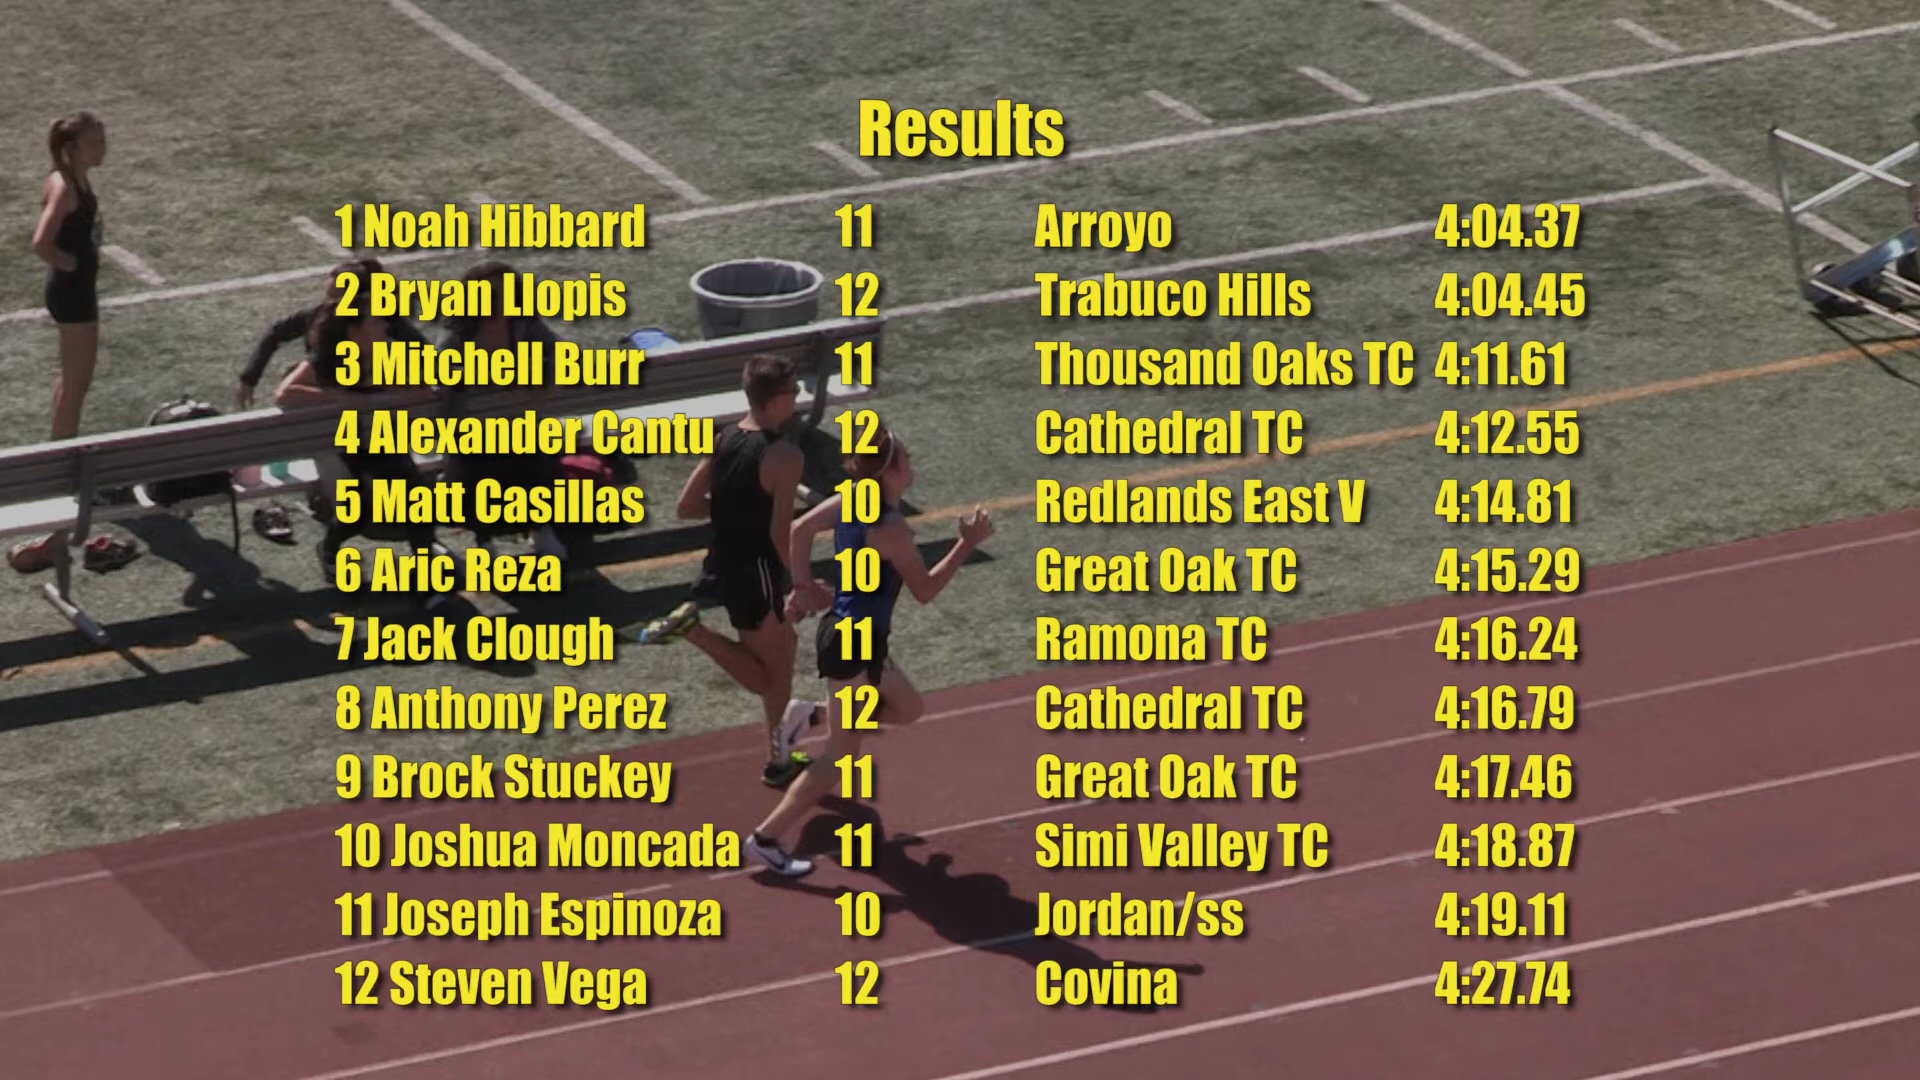 Results
1 Noah Hibbard 11 Arroyo 4:04.37
2 Bryan Llopis 12 Trabuco Hills 4:04.45
3 Mitchell Burr 11 Thousand Oaks TC 4:11.61
4 Alexander Cantu 12 Cathedral TC 4:12.55
5 Matt Casillas 10 Redlands East V 4:14.81
6 Aric Reza 10 Great Oak TC 4:15.29
7 Jack Clough 11 Ramona TC 4:16.24
8 Anthony Perez 12 Cathedral TC 4:16.79
9 Brock Stuckey 11 Great Oak TC 4:17.46
10 Joshua Moncada 11 Simi Valley TC 4:18.87
11 Joseph Espinoza 10 Jordan/ss 4:19.11
12 Steven Vega 12 Covina 4:27.74